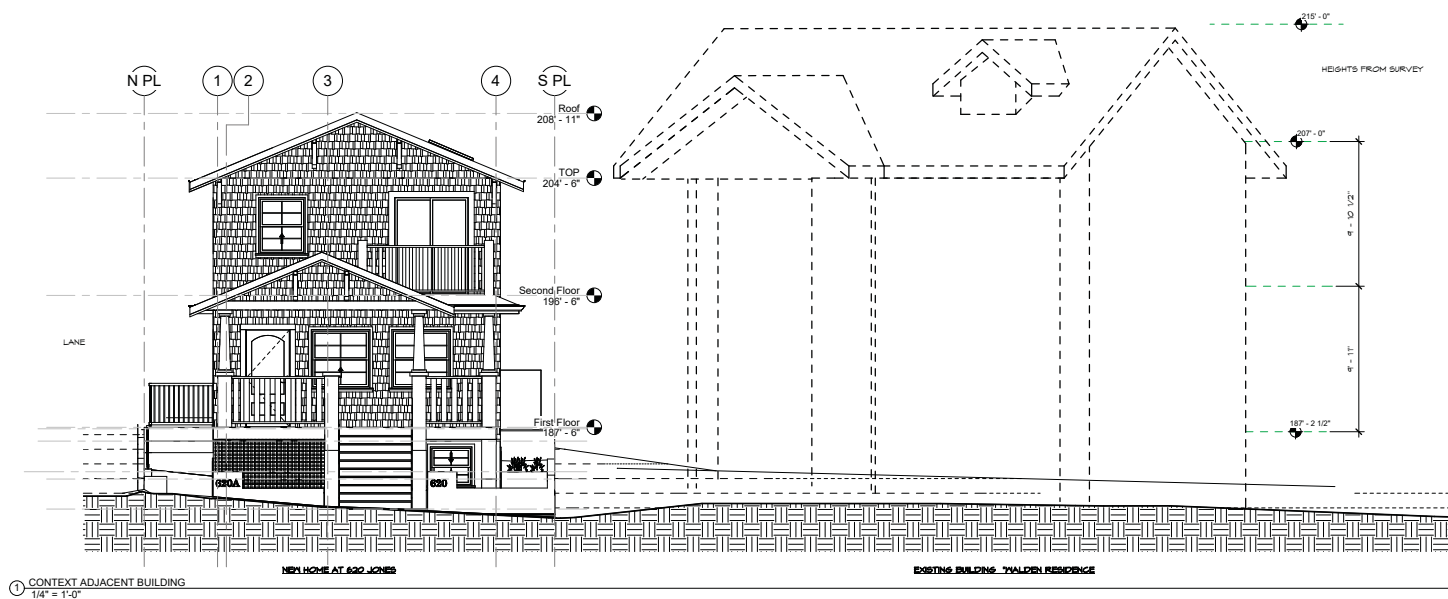 215' - 0"
HEIGHTS FROM SURVEY
N PL
1
2
3
4
S PL
Roof
208' - 11"
207' - 0"
TOP
204' - 6"
9' - 10 1/2"
Second Floor
196' - 6"
LANE
9' - 11"
First Floor
187' - 6"
187' - 2 1/2"
620A
620
NEW HOME AT 620 JONES
EXISTING BUILDING "WALDEN RESIDENCE
1 CONTEXT ADJACENT BUILDING
1/4" = 1'-0"